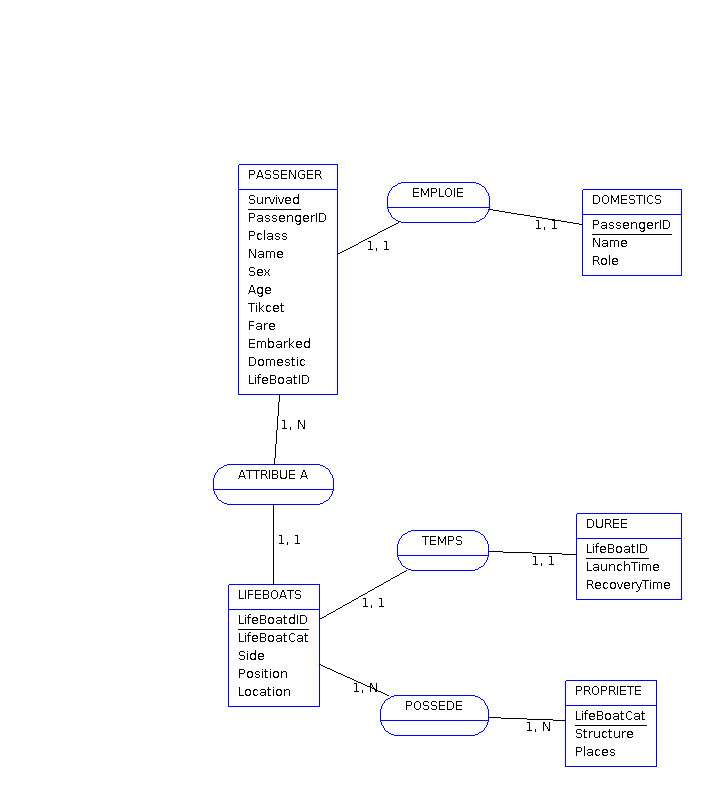 PASSENGER
Survived
PassengerID
Pclass
Name
Sex
Age
Tikcet
Fare
Embarked
Domestic
LifeBoatID
1, 1
EMPLOIE
1, 1
DOMESTICS
PassengerID
Name
Role
1, N
ATTRIBUE A
1, 1
LIFEBOATS
LifeBoatdID
LifeBoatCat
Side
Position
Location
1, 1
TEMPS
1, 1
DUREE
LifeBoatID
LaunchTime
RecoveryTime
1, N
POSSEDE
1, N
PROPRIETE
LifeBoatCat
Structure
Places